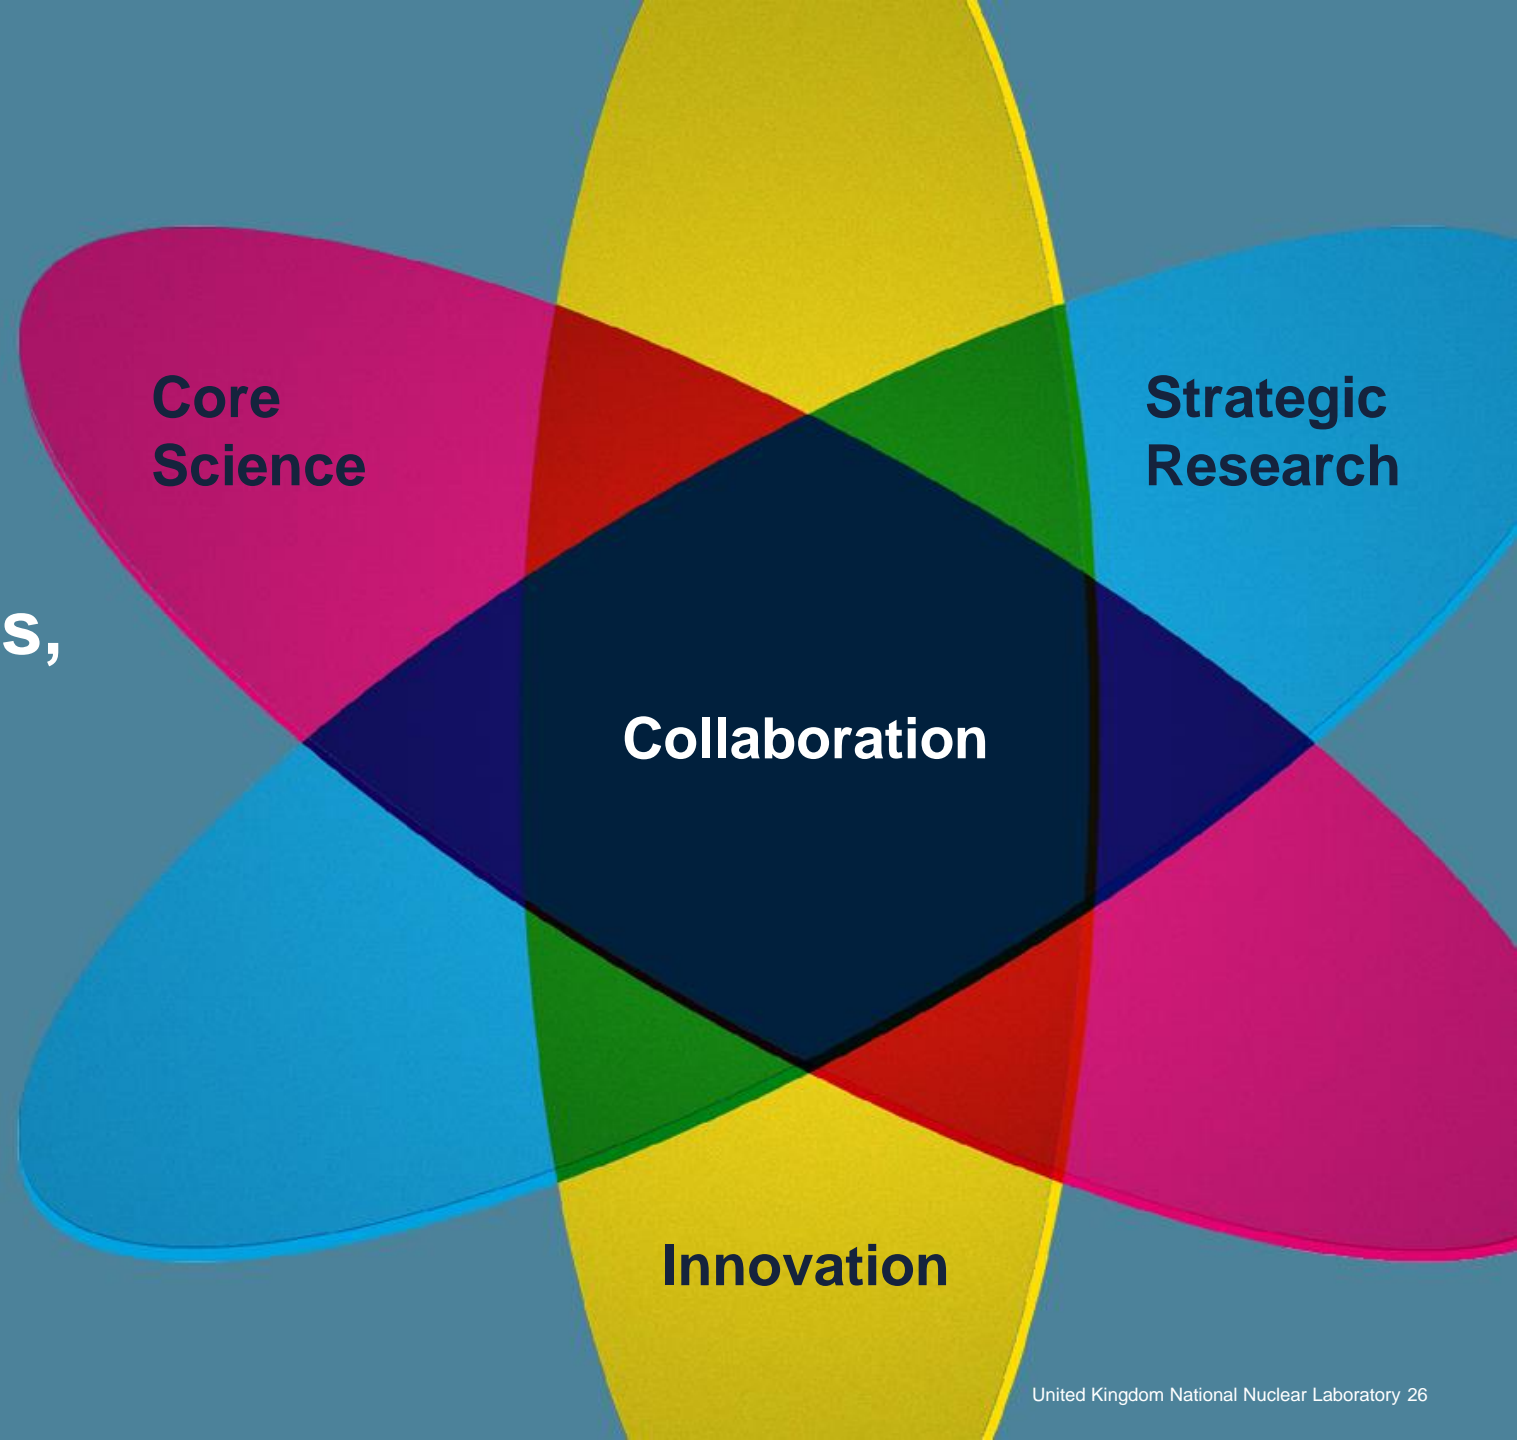 Core
Science
Strategic
Research
s,
Collaboration
Innovation
United Kingdom National Nuclear Laboratory 26